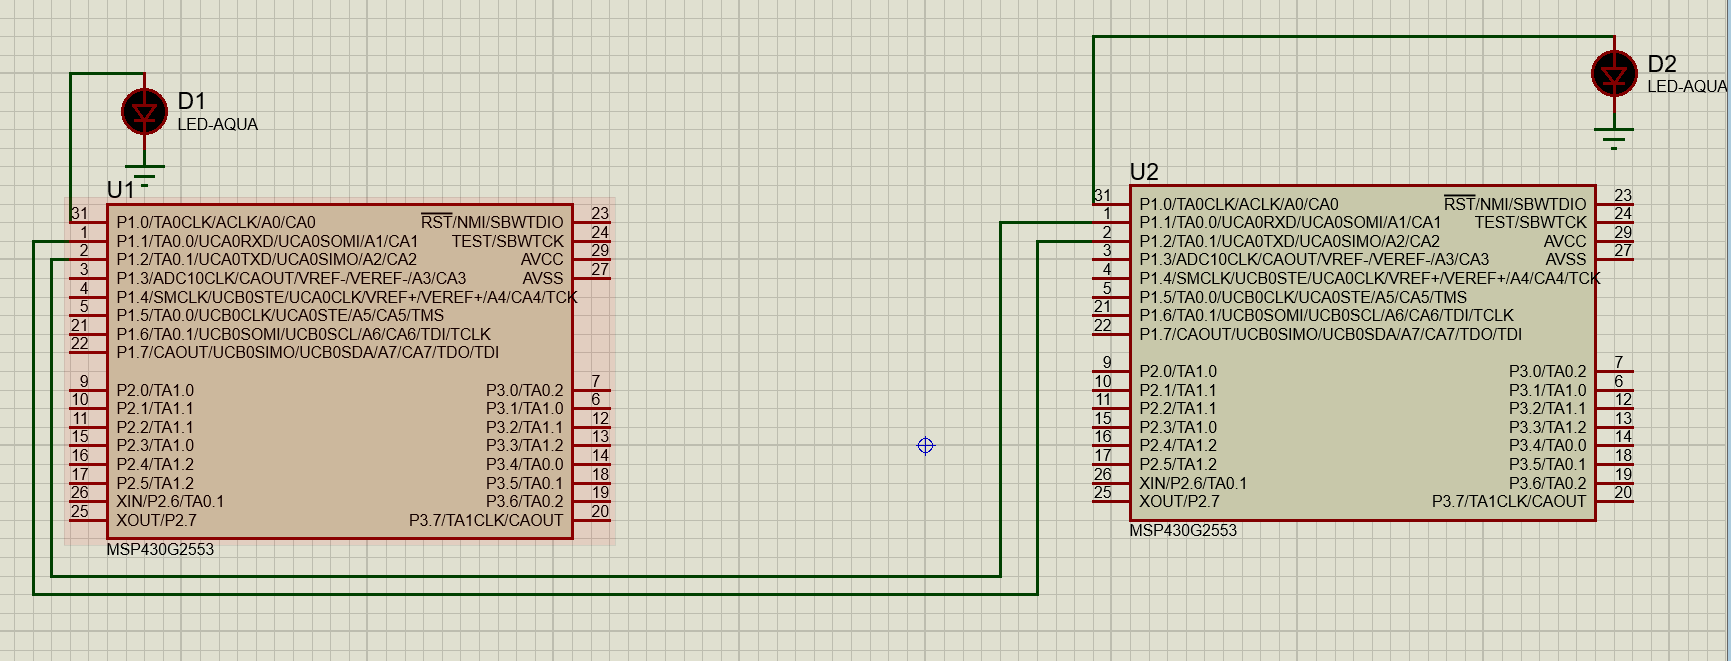 D1
LED-AQUA
D2
LED-AQUA
U1
31 P1.0/TA0CLK/ACLK/A0/CA0 RST/NMI/SBWTDIO 23
1 P1.1/TA0.0/UCA0RXD/UCA0SOMI/A1/CA1 TEST/SBWTCK 24
2 P1.2/TA0.1/UCA0TXD/UCA0SIMO/A2/CA2 AVCC 29
3 P1.3/ADC10CLK/CAOUT/VREF-/VEREF-/A3/CA3 AVSS 27
4 P1.4/SMCLK/UCB0STE/UCA0CLK/VREF+/VEREF+/A4/CA4/TCK
5 P1.5/TA0.0/UCB0CLK/UCA0STE/A5/CA5/TMS
21 P1.6/TA0.1/UCB0SOMI/UCB0SCL/A6/CA6/TDI/TCLK
22 P1.7/CAOUT/UCB0SIMO/UCB0SDA/A7/CA7/TDO/TDI
9 P2.0/TA1.0 P3.0/TA0.2 7
10 P2.1/TA1.1 P3.1/TA1.0 6
11 P2.2/TA1.1 P3.2/TA1.1 12
15 P2.3/TA1.0 P3.3/TA1.2 13
16 P2.4/TA1.2 P3.4/TA0.0 14
17 P2.5/TA1.2 P3.5/TA0.1 18
26 XIN/P2.6/TA0.1 P3.6/TA0.2 19
25 XOUT/P2.7 P3.7/TA1CLK/CAOUT 20
MSP430G2553
U2
31 P1.0/TA0CLK/ACLK/A0/CA0 RST/NMI/SBWTDIO 23
1 P1.1/TA0.0/UCA0RXD/UCA0SOMI/A1/CA1 TEST/SBWTCK 24
2 P1.2/TA0.1/UCA0TXD/UCA0SIMO/A2/CA2 AVCC 29
3 P1.3/ADC10CLK/CAOUT/VREF-/VEREF-/A3/CA3 AVSS 27
4 P1.4/SMCLK/UCB0STE/UCA0CLK/VREF+/VEREF+/A4/CA4/TCK
5 P1.5/TA0.0/UCB0CLK/UCA0STE/A5/CA5/TMS
21 P1.6/TA0.1/UCB0SOMI/UCB0SCL/A6/CA6/TDI/TCLK
22 P1.7/CAOUT/UCB0SIMO/UCB0SDA/A7/CA7/TDO/TDI
9 P2.0/TA1.0 P3.0/TA0.2 7
10 P2.1/TA1.1 P3.1/TA1.0 6
11 P2.2/TA1.1 P3.2/TA1.1 12
15 P2.3/TA1.0 P3.3/TA1.2 13
16 P2.4/TA1.2 P3.4/TA0.0 14
17 P2.5/TA1.2 P3.5/TA0.1 18
26 XIN/P2.6/TA0.1 P3.6/TA0.2 19
25 XOUT/P2.7 P3.7/TA1CLK/CAOUT 20
MSP430G2553